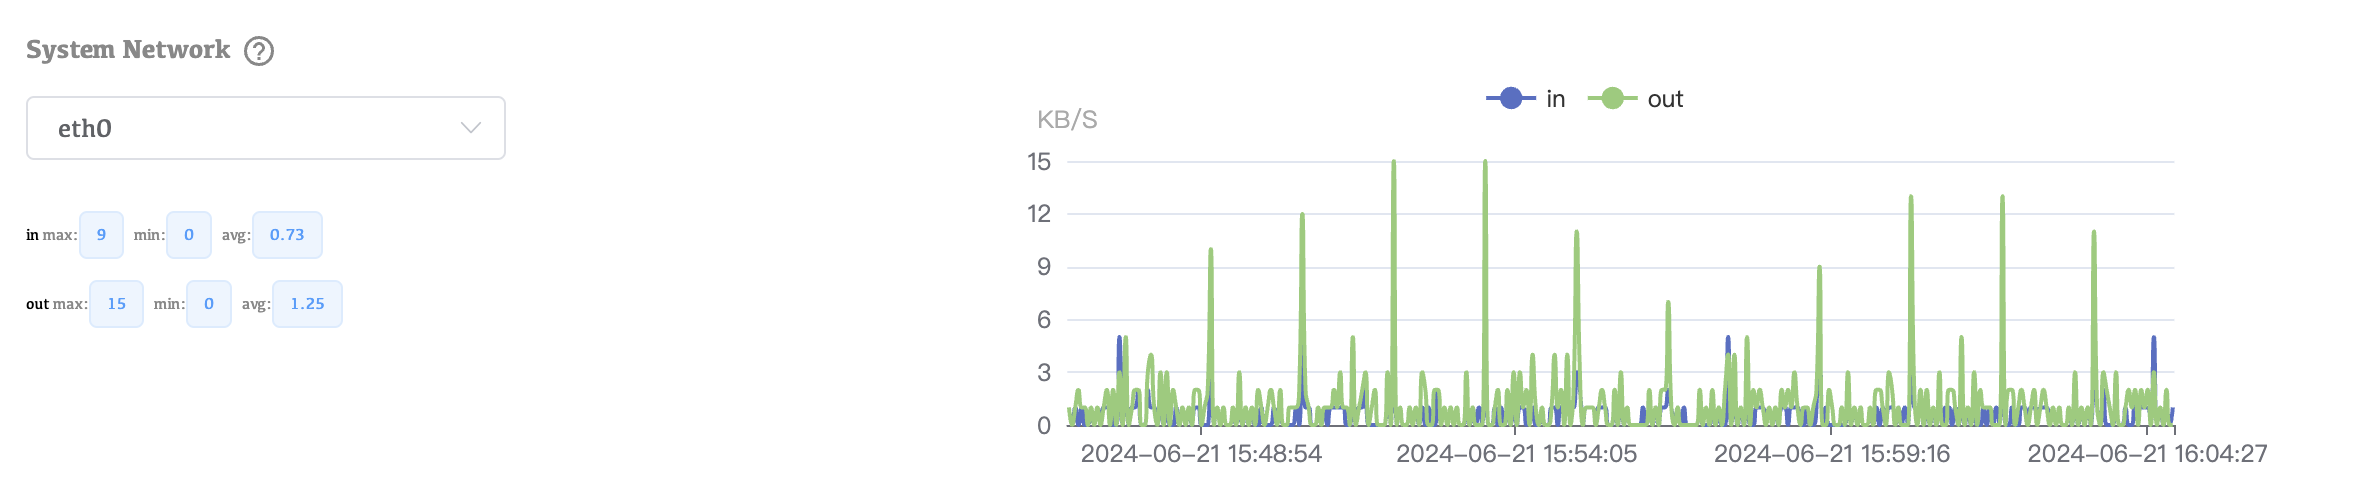 System Network ?
eth0
in max: 9 min: 0 avg: 0.73
out max: 15 min: 0 avg: 1.25
in out
KB/S
15
12
9
6
3
0
2024-06-21 15:48:54 2024-06-21 15:54:05 2024-06-21 15:59:16 2024-06-21 16:04:27